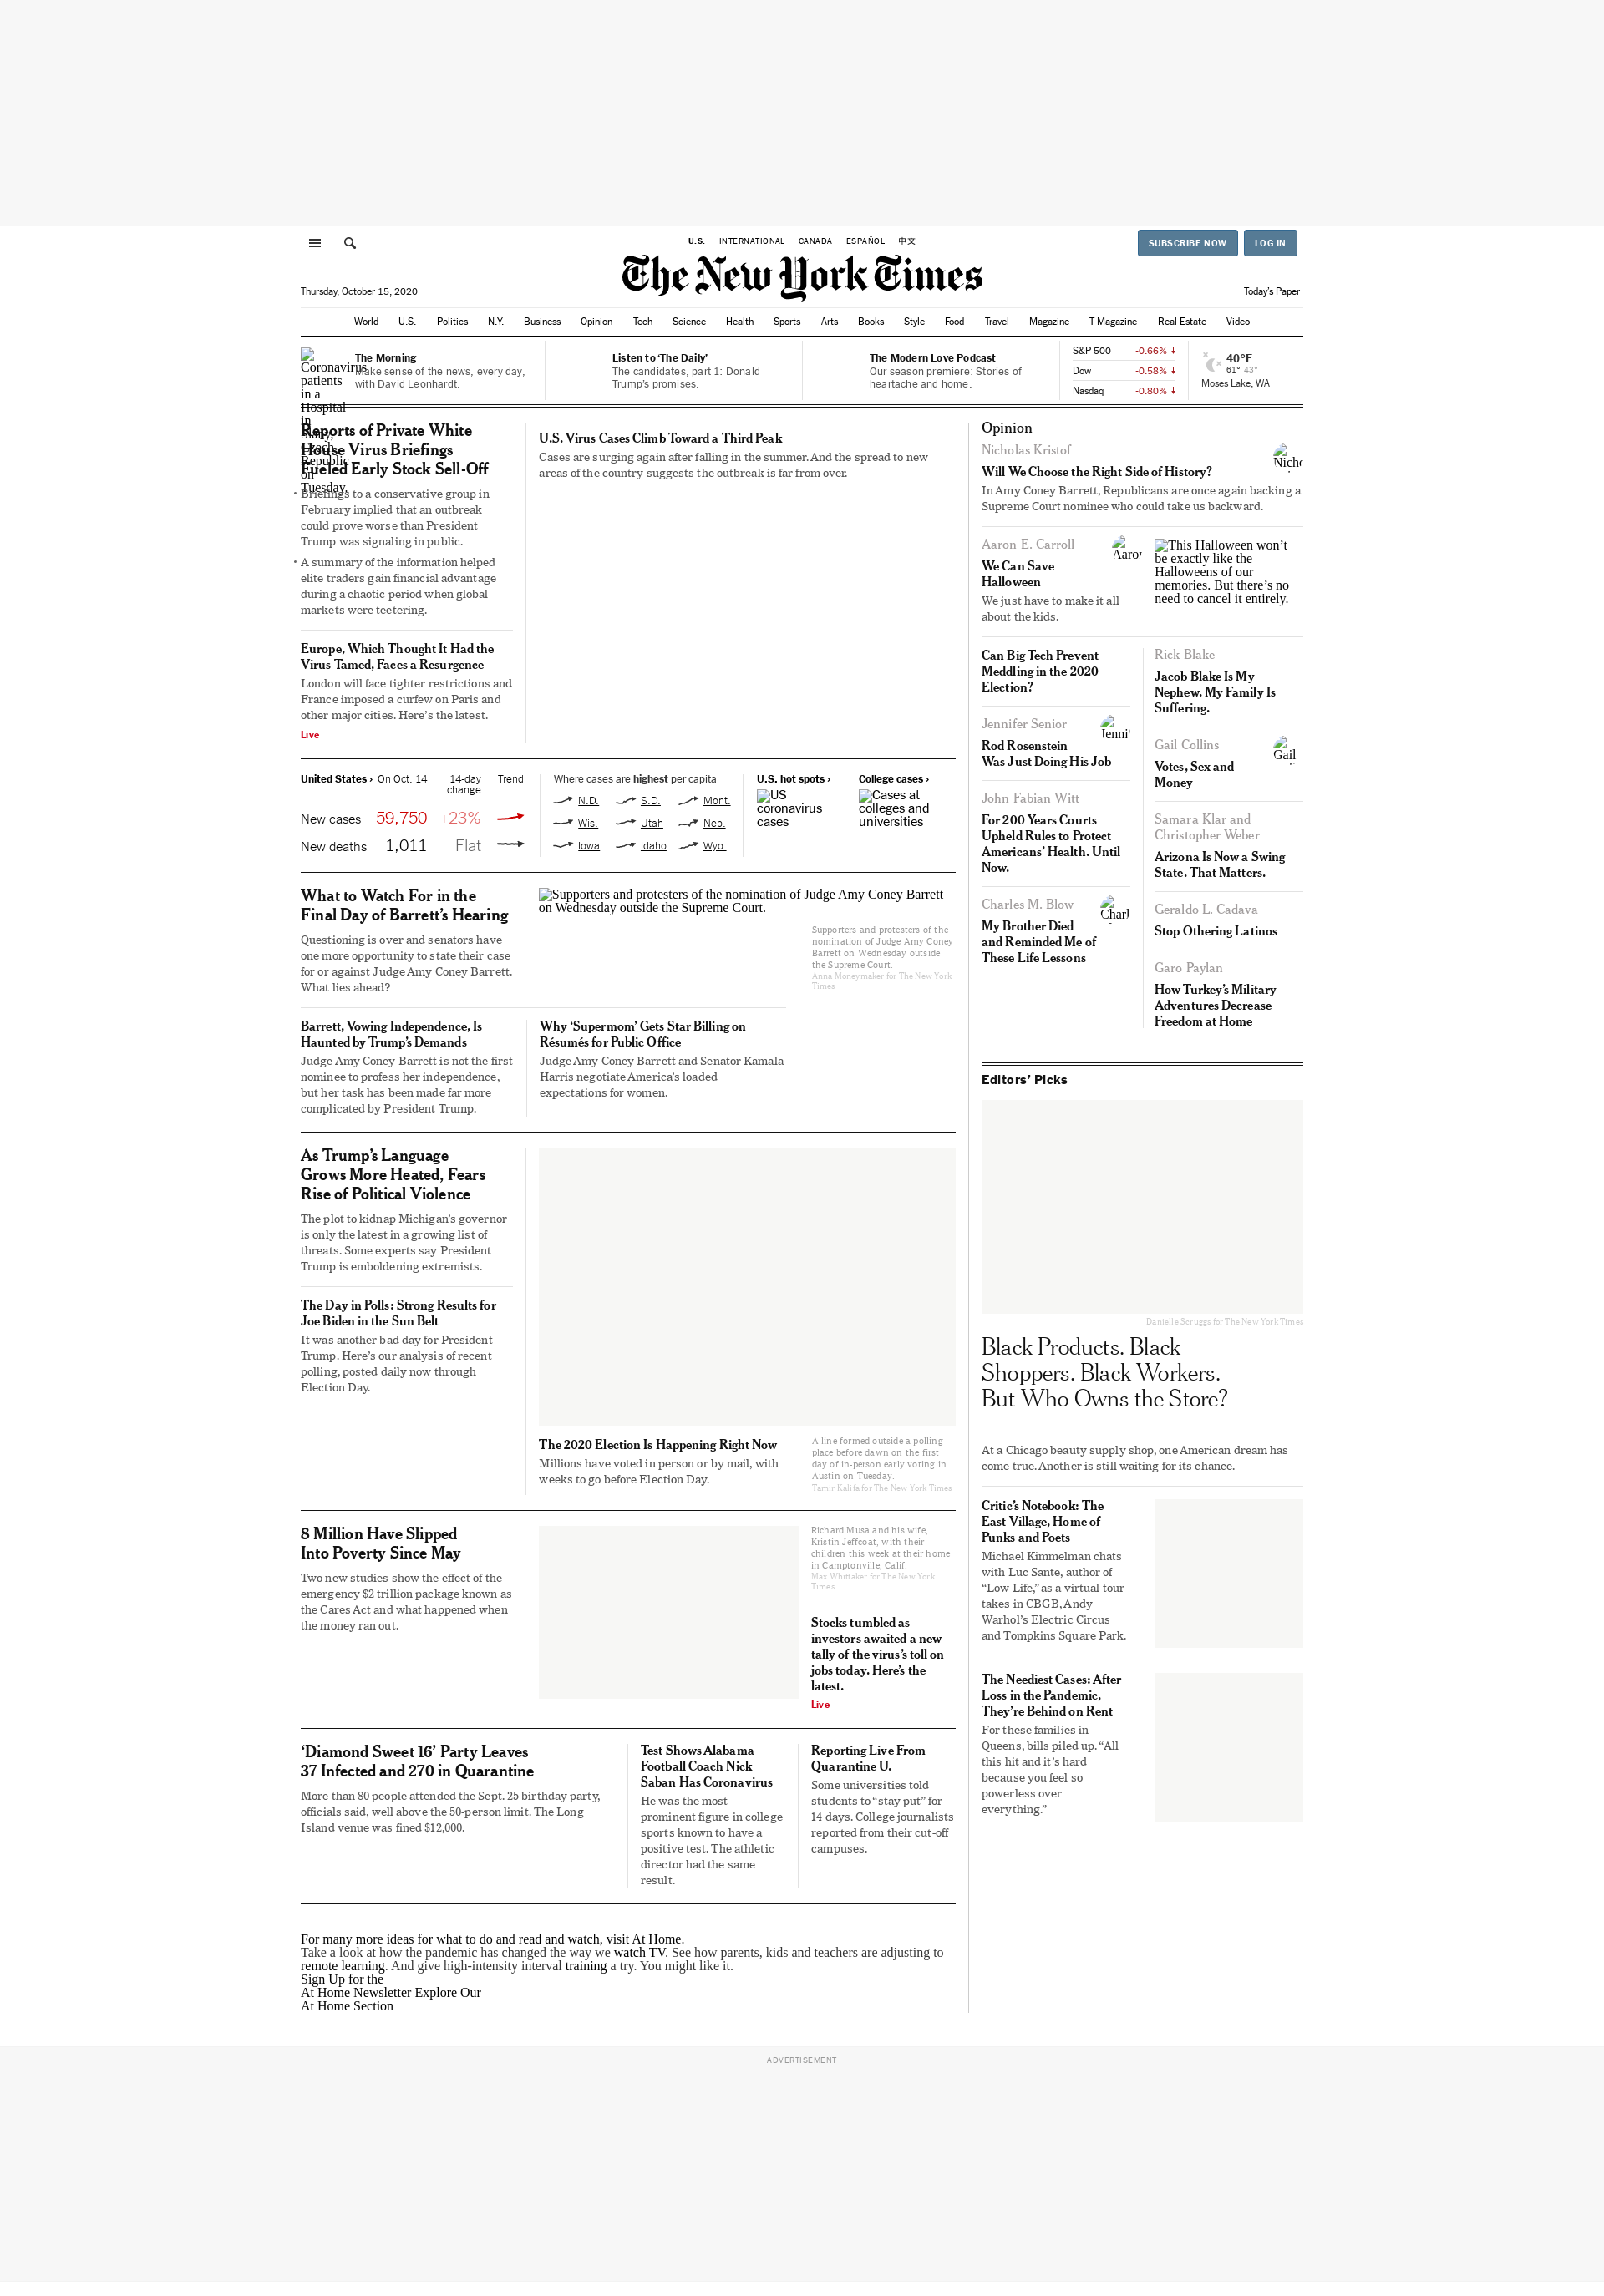 U.S. INTERNATIONAL CANADA ESPAÑOL 中文
SUBSCRIBE NOW LOG IN
The New York Times
Thursday, October 15, 2020
Today's Paper
World U.S. Politics N.Y. Business Opinion Tech Science Health Sports Arts Books Style Food Travel Magazine T Magazine Real Estate Video
Coronavirus
patients
in a
Hospital
in
Slany,
Czech
Republic
on
Tuesday.
The Morning
Make sense of the news, every day,
with David Leonhardt.
Listen to ‘The Daily’
The candidates, part 1: Donald
Trump’s promises.
The Modern Love Podcast
Our season premiere: Stories of
heartache and home.
S&P 500 -0.66% ↓
Dow -0.58% ↓
Nasdaq -0.80% ↓
40°F
61° 43°
Moses Lake, WA
Reports of Private White
House Virus Briefings
Fueled Early Stock Sell-Off
• Briefings to a conservative group in
February implied that an outbreak
could prove worse than President
Trump was signaling in public.
• A summary of the information helped
elite traders gain financial advantage
during a chaotic period when global
markets were teetering.
Europe, Which Thought It Had the
Virus Tamed, Faces a Resurgence
London will face tighter restrictions and
France imposed a curfew on Paris and
other major cities. Here’s the latest.
Live
U.S. Virus Cases Climb Toward a Third Peak
Cases are surging again after falling in the summer. And the spread to new
areas of the country suggests the outbreak is far from over.
United States › On Oct. 14 14-day
change Trend
New cases 59,750 +23%
New deaths 1,011 Flat
Where cases are highest per capita
N.D. S.D. Mont.
Wis. Utah Neb.
Iowa Idaho Wyo.
U.S. hot spots ›
US
coronavirus
cases
College cases ›
Cases at
colleges and
universities
What to Watch For in the
Final Day of Barrett’s Hearing
Questioning is over and senators have
one more opportunity to state their case
for or against Judge Amy Coney Barrett.
What lies ahead?
Supporters and protesters of the nomination of Judge Amy Coney Barrett
on Wednesday outside the Supreme Court.
Supporters and protesters of the
nomination of Judge Amy Coney
Barrett on Wednesday outside
the Supreme Court.
Anna Moneymaker for The New York
Times
Barrett, Vowing Independence, Is
Haunted by Trump’s Demands
Judge Amy Coney Barrett is not the first
nominee to profess her independence,
but her task has been made far more
complicated by President Trump.
Why ‘Supermom’ Gets Star Billing on
Résumés for Public Office
Judge Amy Coney Barrett and Senator Kamala
Harris negotiate America’s loaded
expectations for women.
As Trump’s Language
Grows More Heated, Fears
Rise of Political Violence
The plot to kidnap Michigan’s governor
is only the latest in a growing list of
threats. Some experts say President
Trump is emboldening extremists.
The Day in Polls: Strong Results for
Joe Biden in the Sun Belt
It was another bad day for President
Trump. Here’s our analysis of recent
polling, posted daily now through
Election Day.
The 2020 Election Is Happening Right Now
Millions have voted in person or by mail, with
weeks to go before Election Day.
A line formed outside a polling
place before dawn on the first
day of in-person early voting in
Austin on Tuesday.
Tamir Kalifa for The New York Times
8 Million Have Slipped
Into Poverty Since May
Two new studies show the effect of the
emergency $2 trillion package known as
the Cares Act and what happened when
the money ran out.
Richard Musa and his wife,
Kristin Jeffcoat, with their
children this week at their home
in Camptonville, Calif.
Max Whittaker for The New York
Times
Stocks tumbled as
investors awaited a new
tally of the virus’s toll on
jobs today. Here’s the
latest.
Live
‘Diamond Sweet 16’ Party Leaves
37 Infected and 270 in Quarantine
More than 80 people attended the Sept. 25 birthday party,
officials said, well above the 50-person limit. The Long
Island venue was fined $12,000.
Test Shows Alabama
Football Coach Nick
Saban Has Coronavirus
He was the most
prominent figure in college
sports known to have a
positive test. The athletic
director had the same
result.
Reporting Live From
Quarantine U.
Some universities told
students to “stay put” for
14 days. College journalists
reported from their cut-off
campuses.
For many more ideas for what to do and read and watch, visit At Home.
Take a look at how the pandemic has changed the way we watch TV. See how parents, kids and teachers are adjusting to
remote learning. And give high-intensity interval training a try. You might like it.
Sign Up for the
At Home Newsletter Explore Our
At Home Section
Opinion
Nicholas Kristof
Will We Choose the Right Side of History?
In Amy Coney Barrett, Republicans are once again backing a
Supreme Court nominee who could take us backward.
Aaron E. Carroll
We Can Save
Halloween
We just have to make it all
about the kids.
This Halloween won’t
be exactly like the
Halloweens of our
memories. But there’s no
need to cancel it entirely.
Can Big Tech Prevent
Meddling in the 2020
Election?
Jennifer Senior
Rod Rosenstein
Was Just Doing His Job
John Fabian Witt
For 200 Years Courts
Upheld Rules to Protect
Americans’ Health. Until
Now.
Charles M. Blow
My Brother Died
and Reminded Me of
These Life Lessons
Rick Blake
Jacob Blake Is My
Nephew. My Family Is
Suffering.
Gail Collins
Gail
Votes, Sex and
Money
Samara Klar and
Christopher Weber
Arizona Is Now a Swing
State. That Matters.
Geraldo L. Cadava
Stop Othering Latinos
Garo Paylan
How Turkey’s Military
Adventures Decrease
Freedom at Home
Editors’ Picks
Danielle Scruggs for The New York Times
Black Products. Black
Shoppers. Black Workers.
But Who Owns the Store?
At a Chicago beauty supply shop, one American dream has
come true. Another is still waiting for its chance.
Critic’s Notebook: The
East Village, Home of
Punks and Poets
Michael Kimmelman chats
with Luc Sante, author of
“Low Life,” as a virtual tour
takes in CBGB, Andy
Warhol’s Electric Circus
and Tompkins Square Park.
The Neediest Cases: After
Loss in the Pandemic,
They’re Behind on Rent
For these families in
Queens, bills piled up. “All
this hit and it’s hard
because you feel so
powerless over
everything.”
ADVERTISEMENT